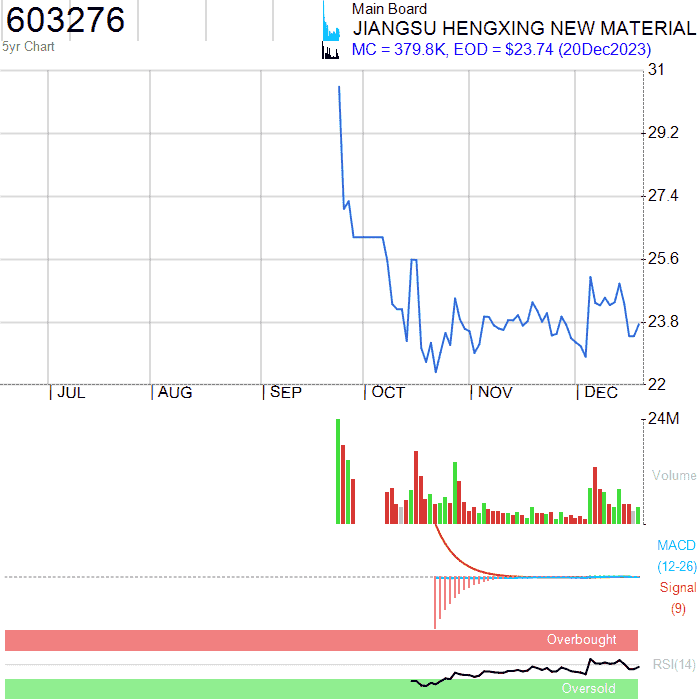 603276
5yr Chart
Main Board
JIANGSU HENGXING NEW MATERIAL
MC = 379.8K, EOD = $23.74 (20Dec2023)
31
29.2
27.4
25.6
23.8
22
JUL AUG SEP OCT NOV DEC
24M
Volume
MACD
(12-26)
Signal
(9)
Overbought
RSI(14)
Oversold